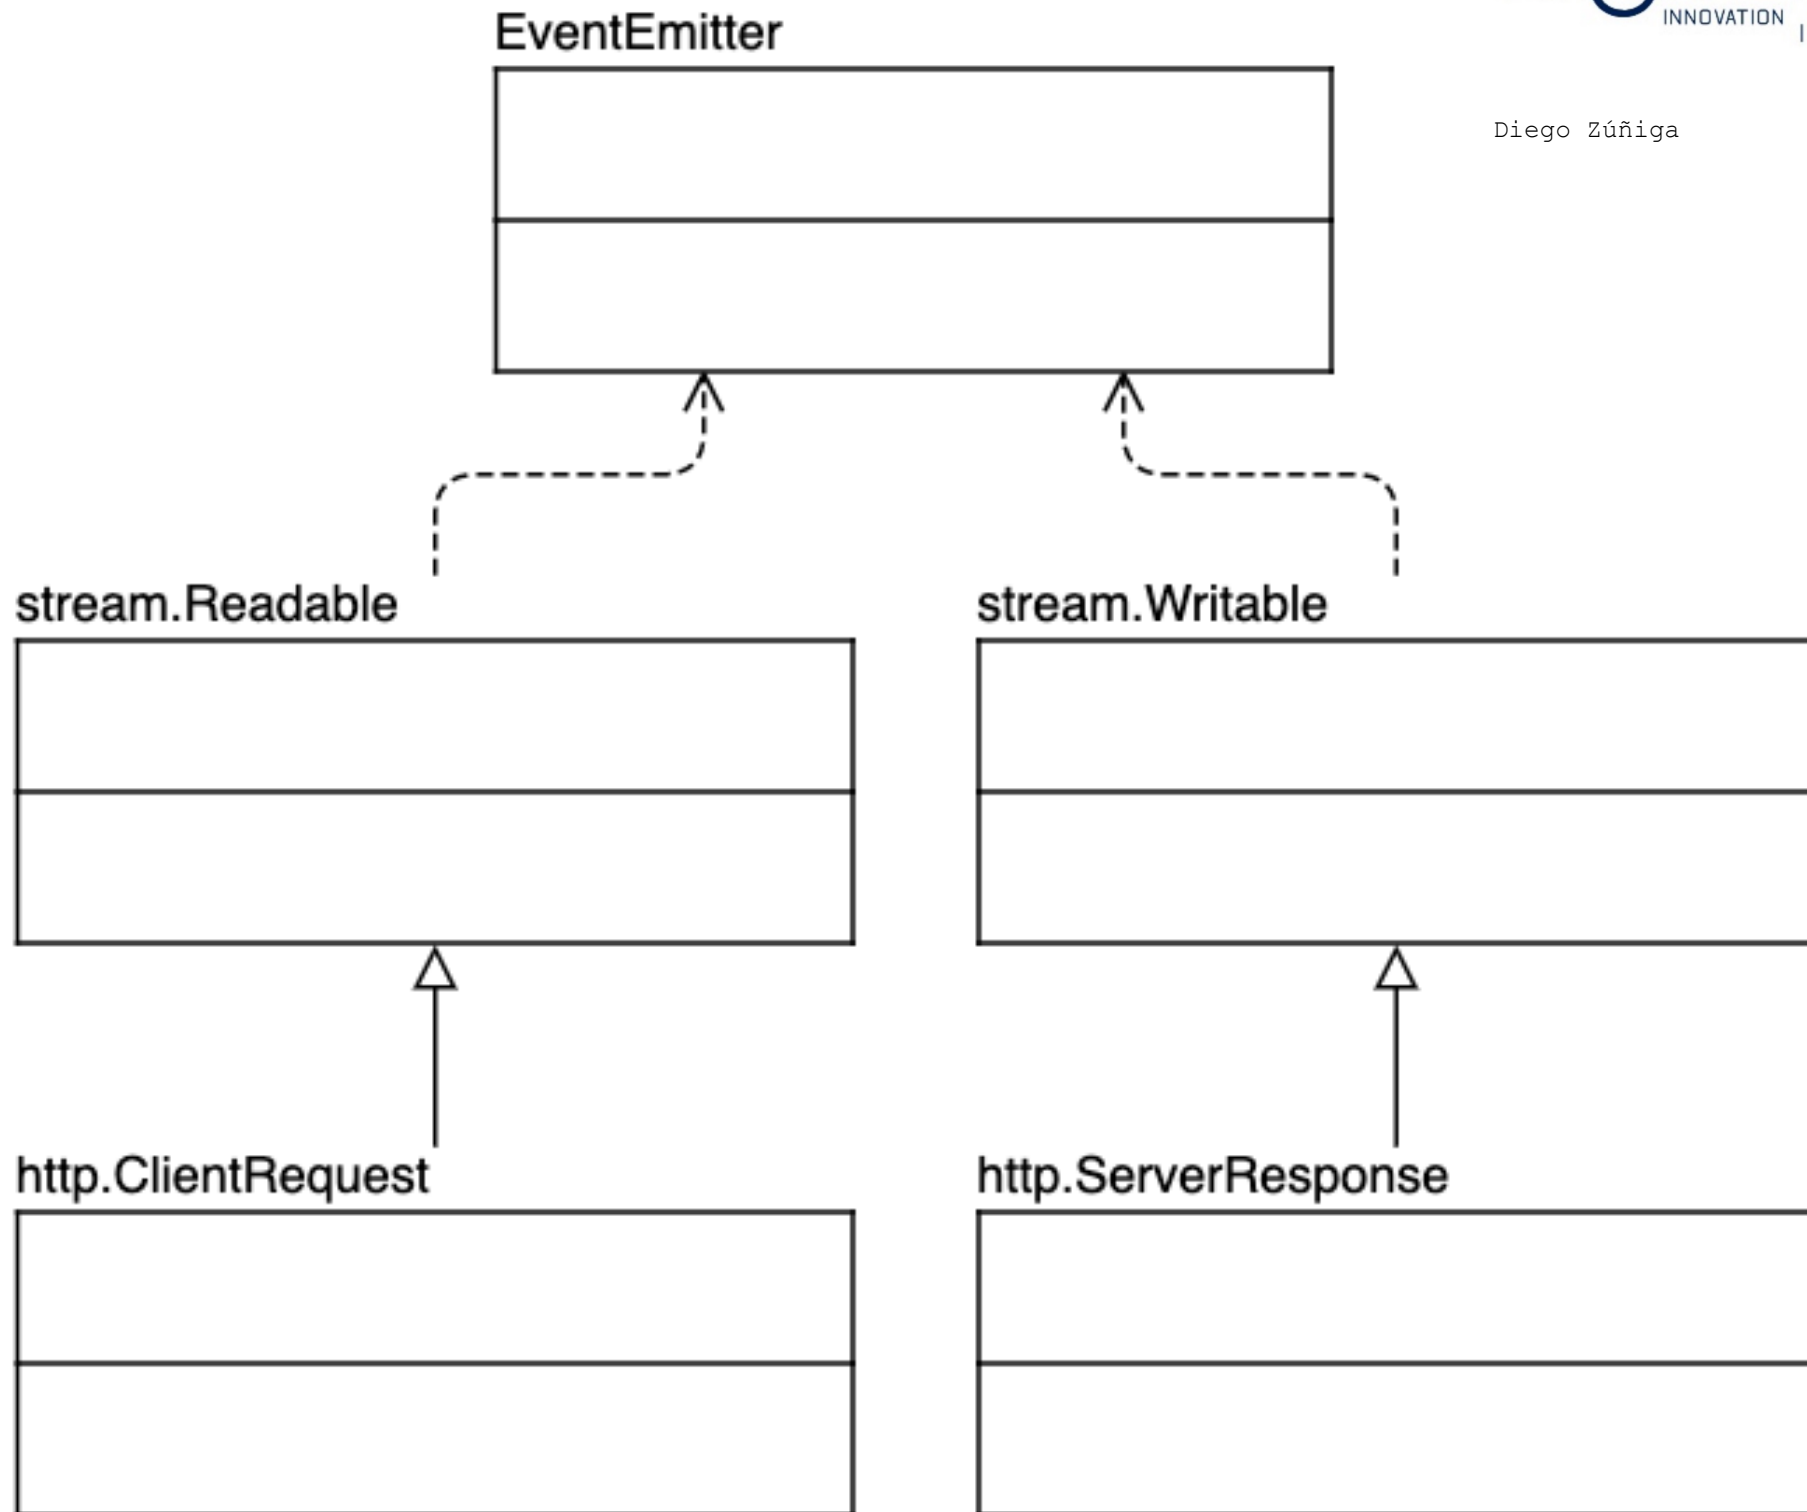 EventEmitter
INNOVATION
Diego Zúñiga
stream.Readable
stream.Writable
http.ClientRequest
http.ServerResponse